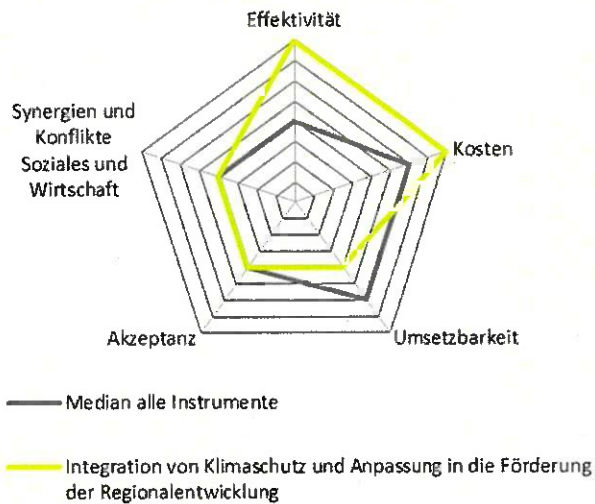 Effektivität
Synergien und
Konflikte
Soziales und
Wirtschaft
Kosten
Akzeptanz
Umsetzbarkeit
Median alle Instrumente
Integration von Klimaschutz und Anpassung in die Förderung
der Regionalentwicklung